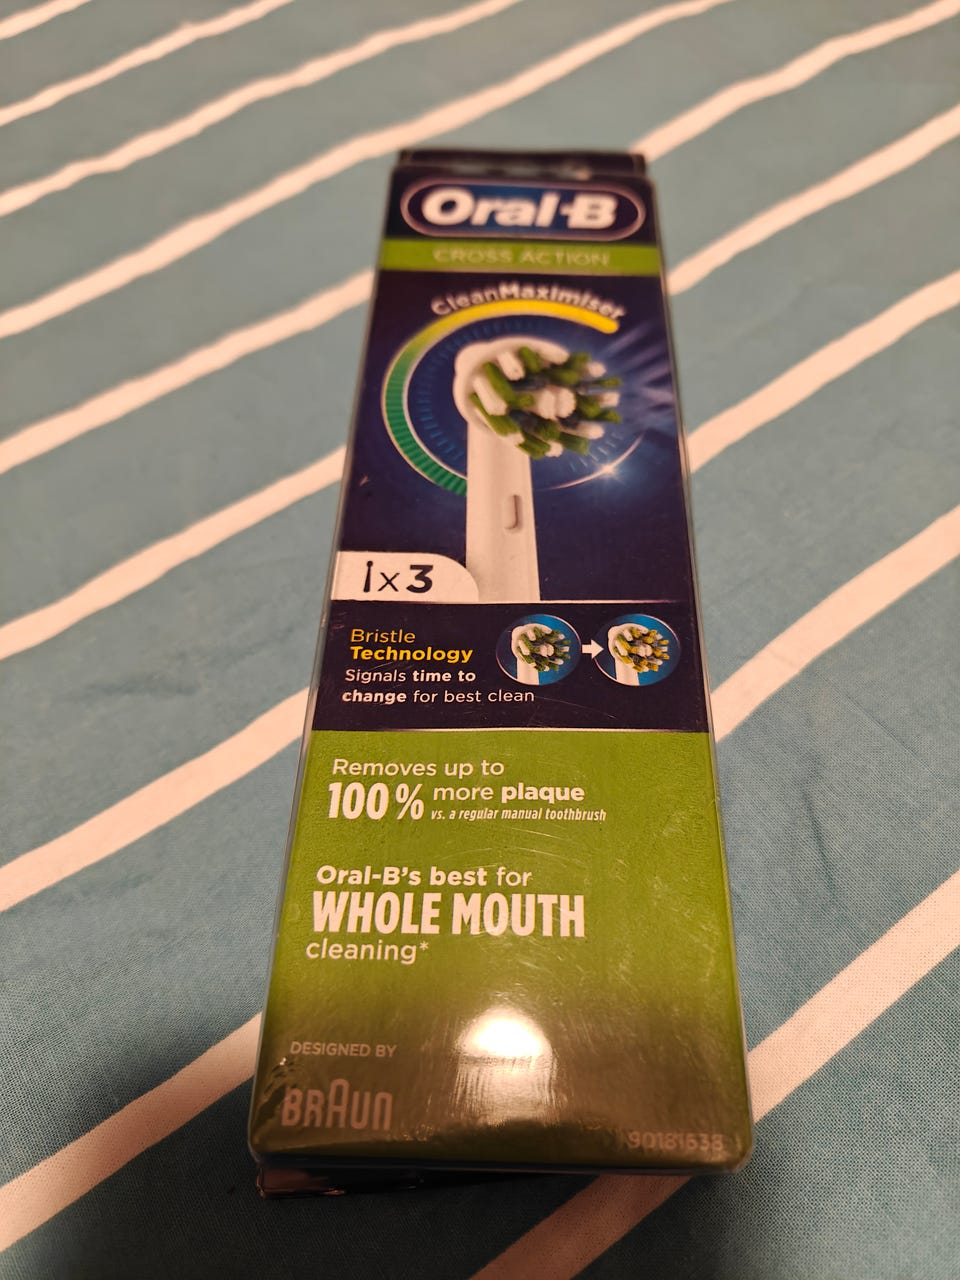 Oral-B
CROSS ACTION
CleanMaximiser
x3
Bristle
Technology
Signals time to
change for best clean
Removes up to
100% more plaque
vs. a regular manual toothbrush
Oral-B's best for
WHOLE MOUTH
cleaning*
DESIGNED BY
BRAUN
90181538